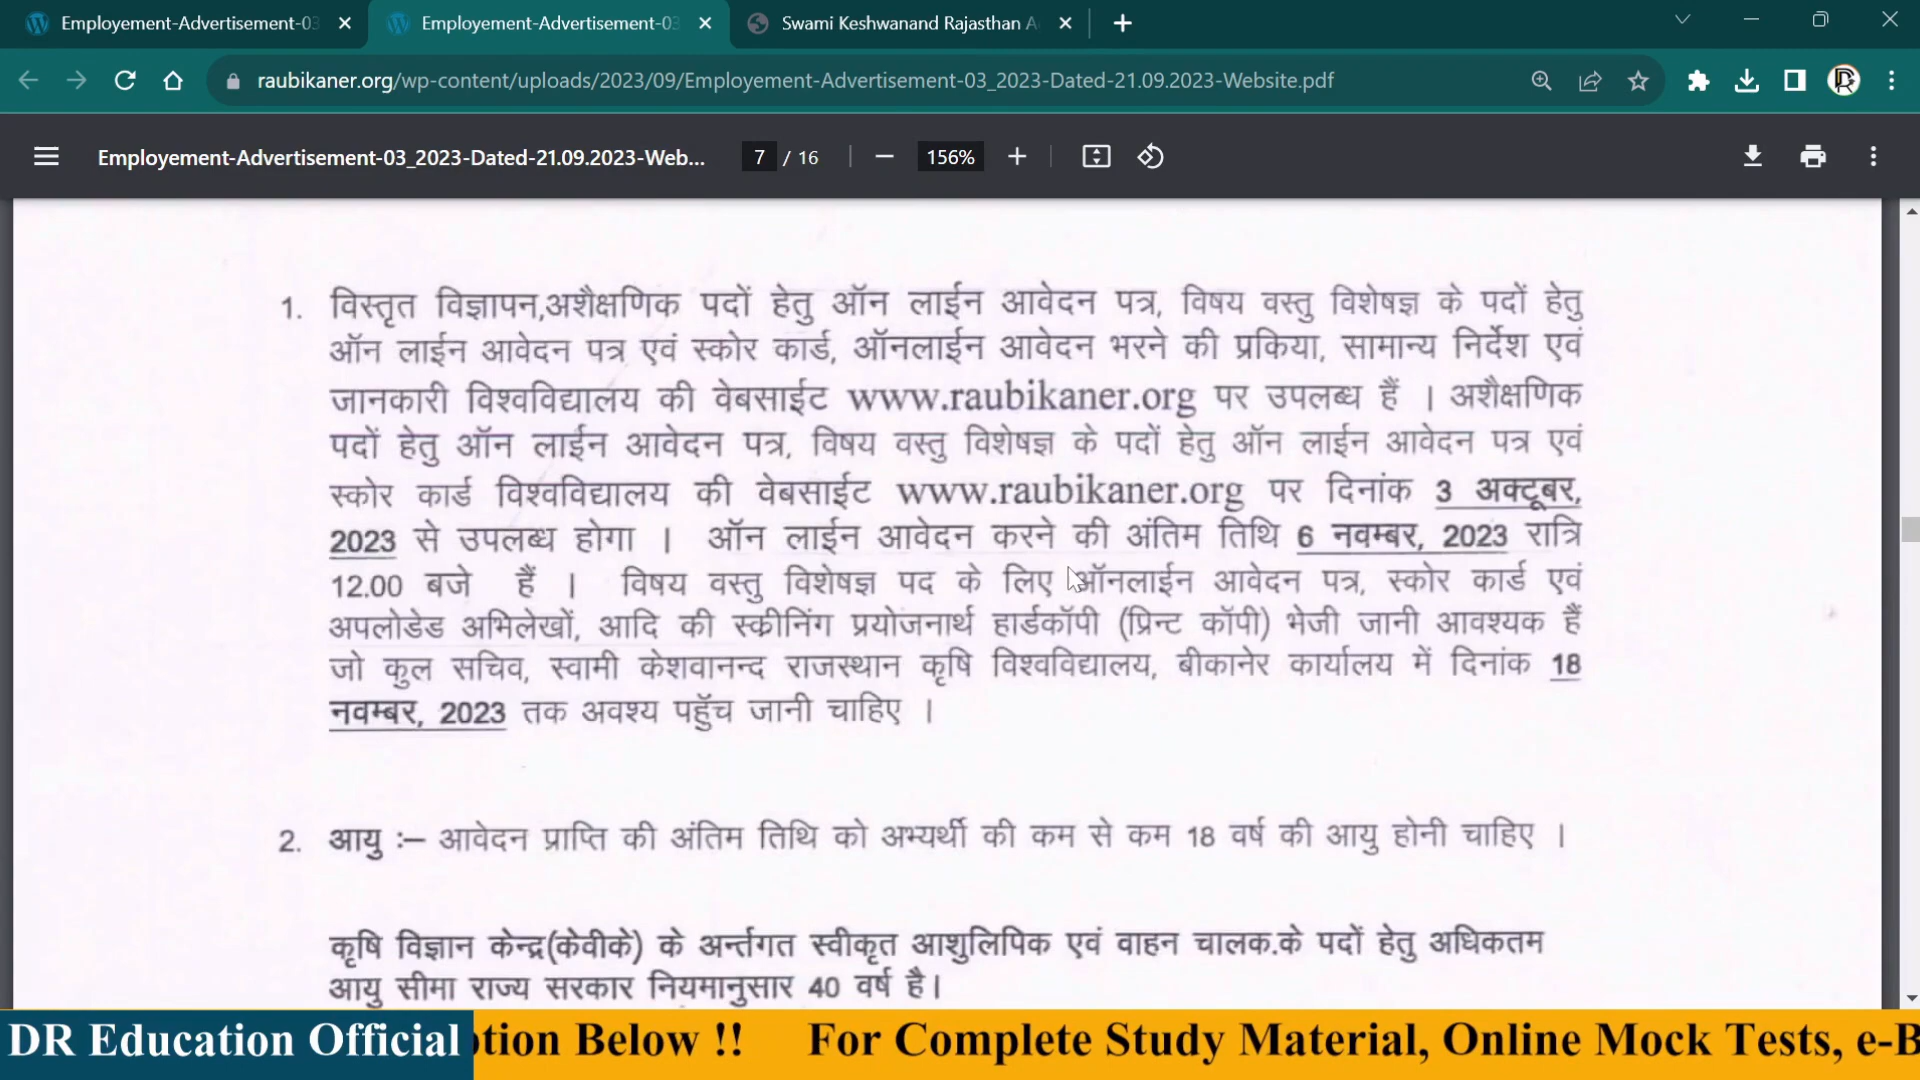 Employement-Advertisement-03
Employement-Advertisement-03
Swami Keshwanand Rajasthan A
raubikaner.org/wp-content/uploads/2023/09/Employement-Advertisement-03_2023-Dated-21.09.2023-Website.pdf
Employement-Advertisement-03_2023-Dated-21.09.2023-Web...
7 / 16
156%
1. विस्तृत विज्ञापन,अशैक्षणिक पदों हेतु ऑन लाईन आवेदन पत्र, विषय वस्तु विशेषज्ञ के पदों हेतु
ऑन लाईन आवेदन पत्र एवं स्कोर कार्ड, ऑनलाईन आवेदन भरने की प्रकिया, सामान्य निर्देश एवं
जानकारी विश्वविद्यालय की वेबसाईट www.raubikaner.org पर उपलब्ध हैं । अशैक्षणिक
पदों हेतु ऑन लाईन आवेदन पत्र, विषय वस्तु विशेषज्ञ के पदों हेतु ऑन लाईन आवेदन पत्र एवं
स्कोर कार्ड विश्वविद्यालय की वेबसाईट www.raubikaner.org पर दिनांक 3 अक्टूबर,
2023 से उपलब्ध होगा । ऑन लाईन आवेदन करने की अंतिम तिथि 6 नवम्बर, 2023 रात्रि
12.00 बजे हैं । विषय वस्तु विशेषज्ञ पद के लिए ऑनलाईन आवेदन पत्र, स्कोर कार्ड एवं
अपलोडेड अभिलेखों, आदि की स्क्रीनिंग प्रयोजनार्थ हार्डकॉपी (प्रिन्ट कॉपी) भेजी जानी आवश्यक हैं
जो कुल सचिव, स्वामी केशवानन्द राजस्थान कृषि विश्वविद्यालय, बीकानेर कार्यालय में दिनांक 18
नवम्बर, 2023 तक अवश्य पहुँच जानी चाहिए ।
2. आयु :– आवेदन प्राप्ति की अंतिम तिथि को अभ्यर्थी की कम से कम 18 वर्ष की आयु होनी चाहिए ।
कृषि विज्ञान केन्द्र(केवीके) के अर्न्तगत स्वीकृत आशुलिपिक एवं वाहन चालक.के पदों हेतु अधिकतम
आयु सीमा राज्य सरकार नियमानुसार 40 वर्ष है।
DR Education Official
tion Below !! For Complete Study Material, Online Mock Tests, e-B